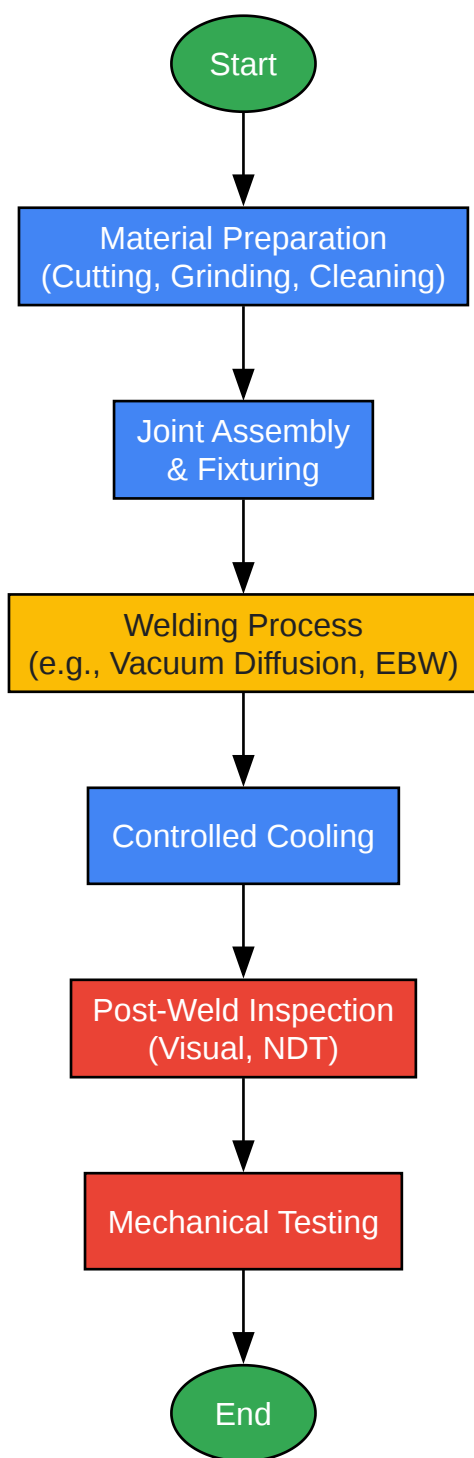 Start
Material Preparation
(Cutting, Grinding, Cleaning)
Joint Assembly
& Fixturing
Welding Process
(e.g., Vacuum Diffusion, EBW)
Controlled Cooling
Post-Weld Inspection
(Visual, NDT)
Mechanical Testing
End